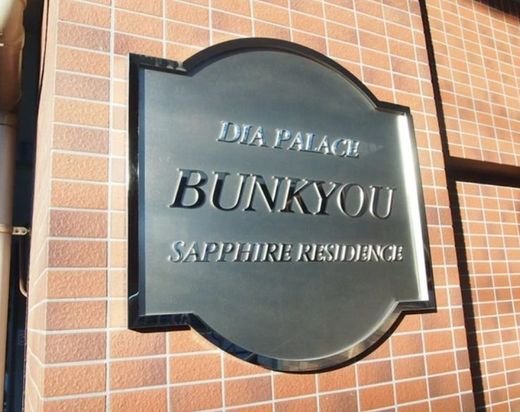 DIA PALACE
BUNKYOU
SAPPHIRE RESIDENCE